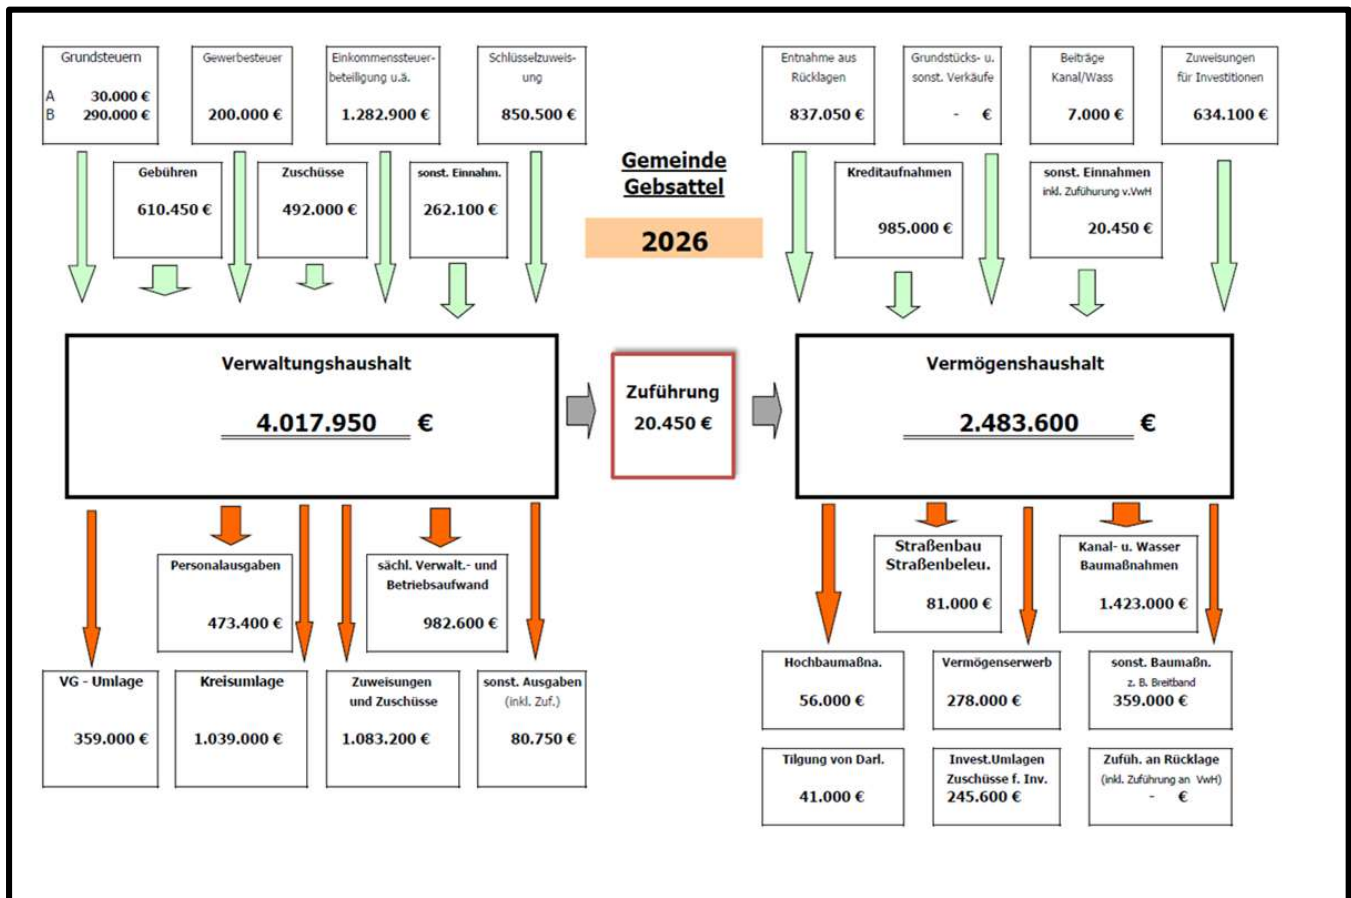 Grundsteuern
A 30.000 €
B 290.000 €
Gewerbesteuer
200.000 €
Einkommenssteuer-
beteiligung u.ä.
1.282.900 €
Schlüsselzuweis-
ung
850.500 €
Entnahme aus
Rücklagen
837.050 €
Grundstücks- u.
sonst. Verkäufe
- €
Beiträge
Kanal/Wass
7.000 €
Zuweisungen
für Investitionen
634.100 €
Gebühren
610.450 €
Zuschüsse
492.000 €
sonst. Einnahm.
262.100 €
Gemeinde
Gebsattel
2026
Kreditaufnahmen
985.000 €
sonst. Einnahmen
inkl. Zufühurung v.VwH
20.450 €
Verwaltungshaushalt
4.017.950 €
Zuführung
20.450 €
Vermögenshaushalt
2.483.600 €
Personalausgaben
473.400 €
sächl. Verwalt.- und
Betriebsaufwand
982.600 €
Straßenbau
Straßenbeleu.
81.000 €
Kanal- u. Wasser
Baumaßnahmen
1.423.000 €
VG - Umlage
359.000 €
Kreisumlage
1.039.000 €
Zuweisungen
und Zuschüsse
1.083.200 €
sonst. Ausgaben
(inkl. Zuf.)
80.750 €
Hochbaumaßna.
56.000 €
Vermögenserwerb
278.000 €
sonst. Baumaßn.
z. B. Breitband
359.000 €
Tilgung von Darl.
41.000 €
Invest.Umlagen
Zuschüsse f. Inv.
245.600 €
Zufüh. an Rücklage
(inkl. Zuführung an VwH)
- €